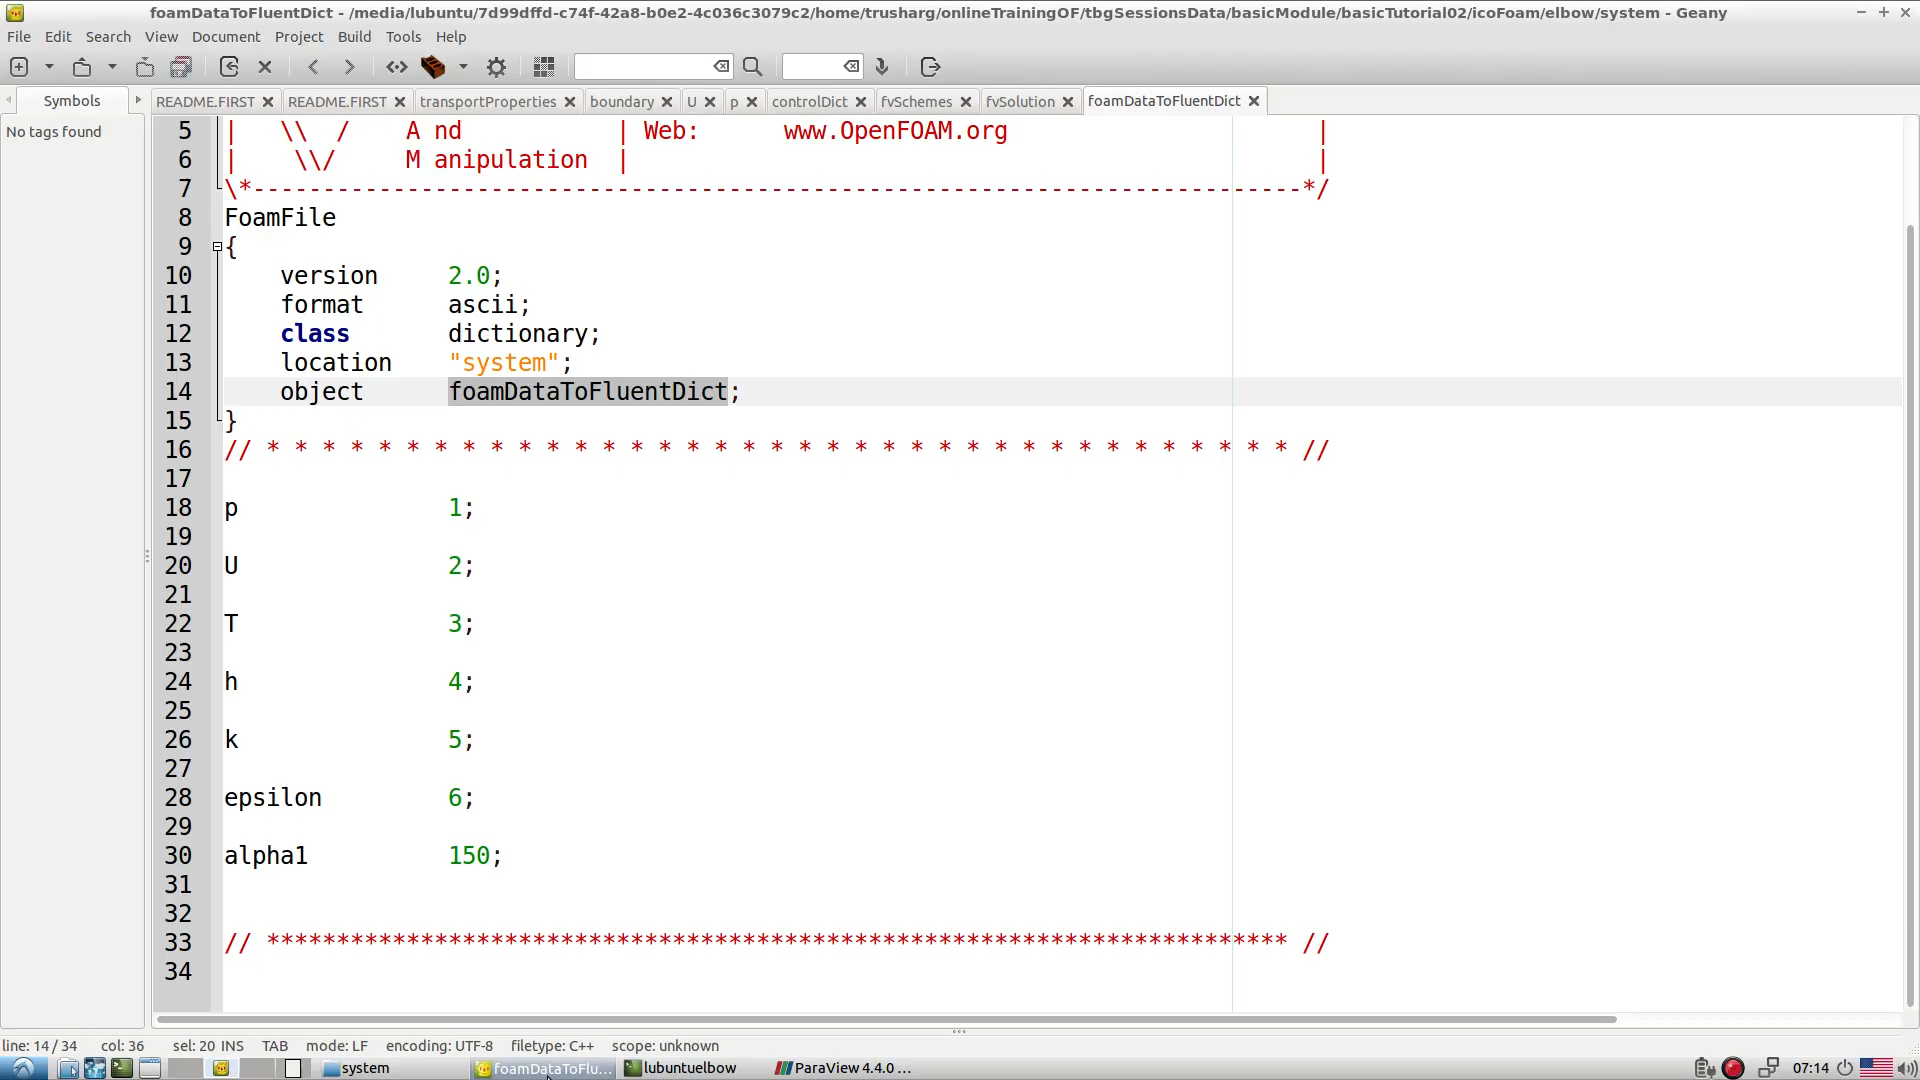 foamDataToFluentDict - /media/lubuntu/7d99dffd-c74f-42a8-b0e2-4c036c3079c2/home/trusharg/onlineTrainingOF/tbgSessionsData/basicModule/basicTutorial02/icoFoam/elbow/system - Geany
File Edit Search View Document Project Build Tools Help
Symbols README.FIRST README.FIRST transportProperties boundary U p controlDict fvSchemes fvSolution foamDataToFluentDict
No tags found
5 | \\ / A nd | Web: www.OpenFOAM.org |
6 | \\/ M anipulation | |
7 \*---------------------------------------------------------------------------*/
8 FoamFile
9 {
10 version 2.0;
11 format ascii;
12 class dictionary;
13 location "system";
14 object foamDataToFluentDict;
15 }
16 // * * * * * * * * * * * * * * * * * * * * * * * * * * * * * * * * * * * * * //
17
18 p 1;
19
20 U 2;
21
22 T 3;
23
24 h 4;
25
26 k 5;
27
28 epsilon 6;
29
30 alpha1 150;
31
32
33 // ************************************************************************* //
34
line: 14 / 34 col: 36 sel: 20 INS TAB mode: LF encoding: UTF-8 filetype: C++ scope: unknown
system foamDataToFlu... lubuntuelbow ParaView 4.4.0 ... 07:14